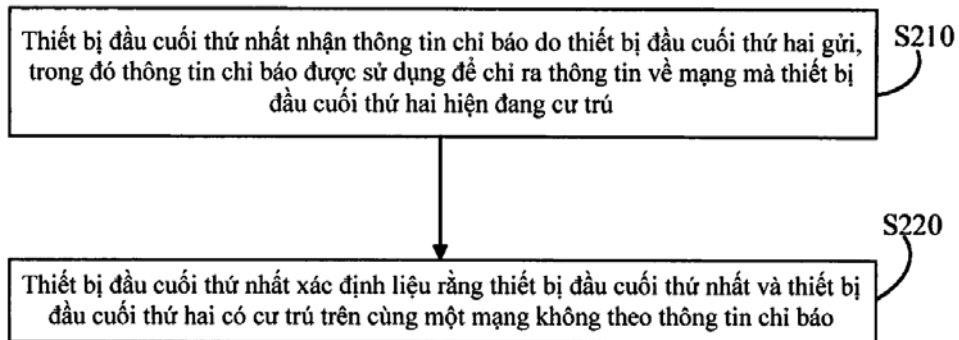 Thiết bị đầu cuối thứ nhất nhận thông tin chỉ báo do thiết bị đầu cuối thứ hai gửi,
trong đó thông tin chỉ báo được sử dụng để chỉ ra thông tin về mạng mà thiết bị
đầu cuối thứ hai hiện đang cư trú
S210
S220
Thiết bị đầu cuối thứ nhất xác định liệu rằng thiết bị đầu cuối thứ nhất và thiết bị
đầu cuối thứ hai có cư trú trên cùng một mạng không theo thông tin chỉ báo